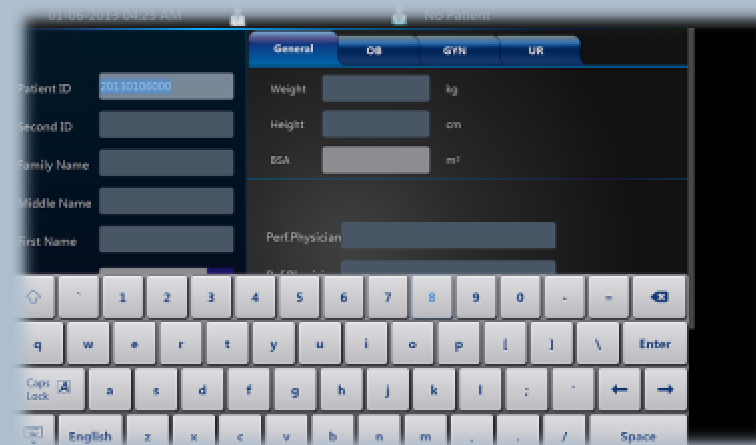 01-06-2013 04:23 AM No Patient
General OB GYN UR
Patient ID 20130106000 Weight kg
Second ID Height cm
Family Name BSA m²
Middle Name
First Name Perf.Physician
1 2 3 4 5 6 7 8 9 0 - =
q w e r t y u i o p [ ] \ Enter
Caps Lock A a s d f g h j k l ; ' ← →
English z x c v b n m , . / Space